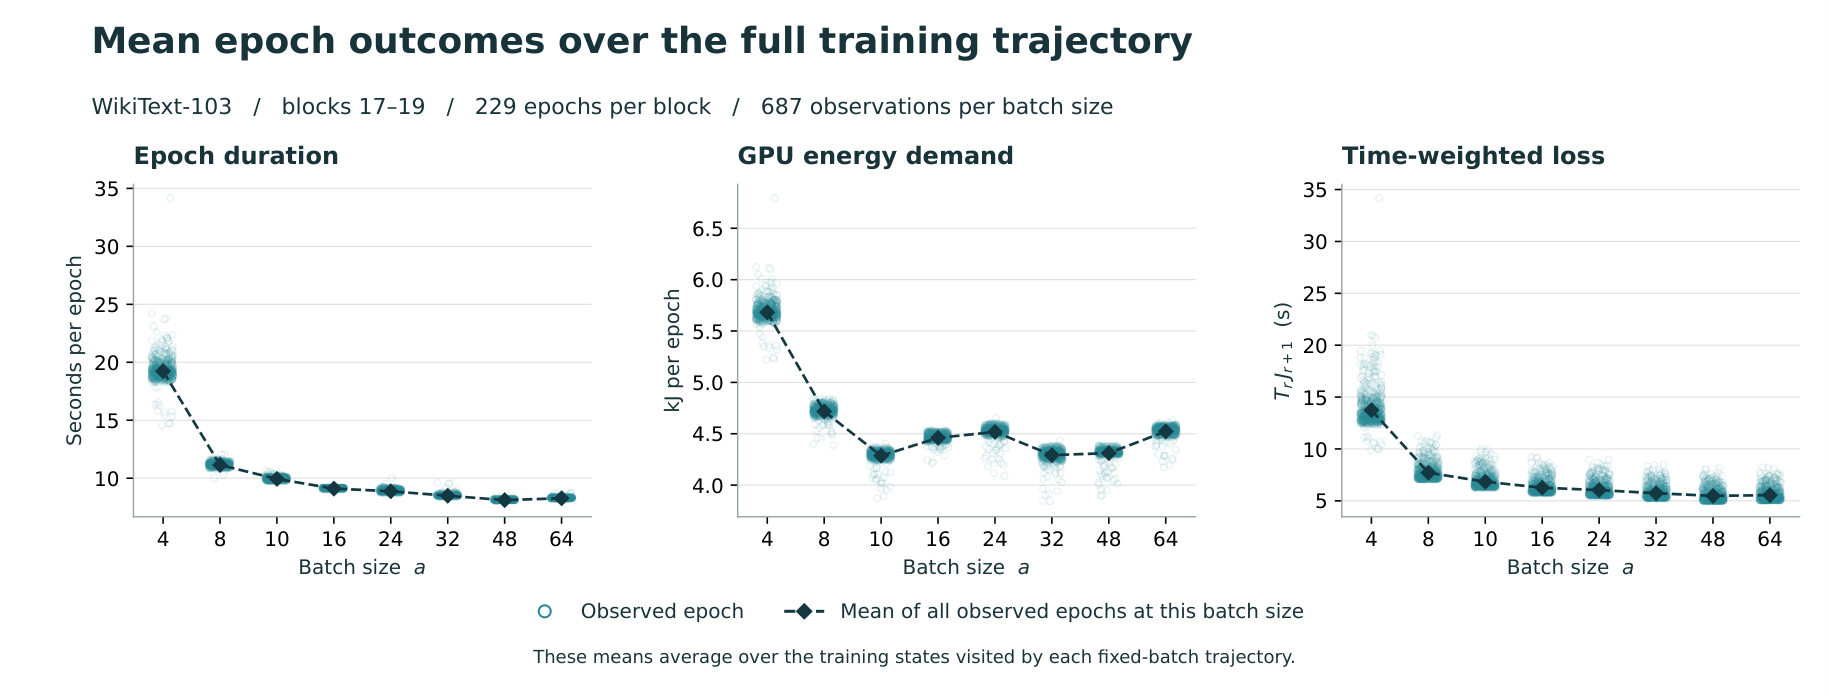 Mean epoch outcomes over the full training trajectory
WikiText-103 / blocks 17–19 / 229 epochs per block / 687 observations per batch size
Epoch duration
35
30
25
20
15
10
Seconds per epoch
4 8 10 16 24 32 48 64
Batch size a
GPU energy demand
6.5
6.0
5.5
5.0
4.5
4.0
kJ per epoch
4 8 10 16 24 32 48 64
Batch size a
Time-weighted loss
35
30
25
20
15
10
5
TᵣJᵣ₊₁ (s)
4 8 10 16 24 32 48 64
Batch size a
Observed epoch
Mean of all observed epochs at this batch size
These means average over the training states visited by each fixed-batch trajectory.